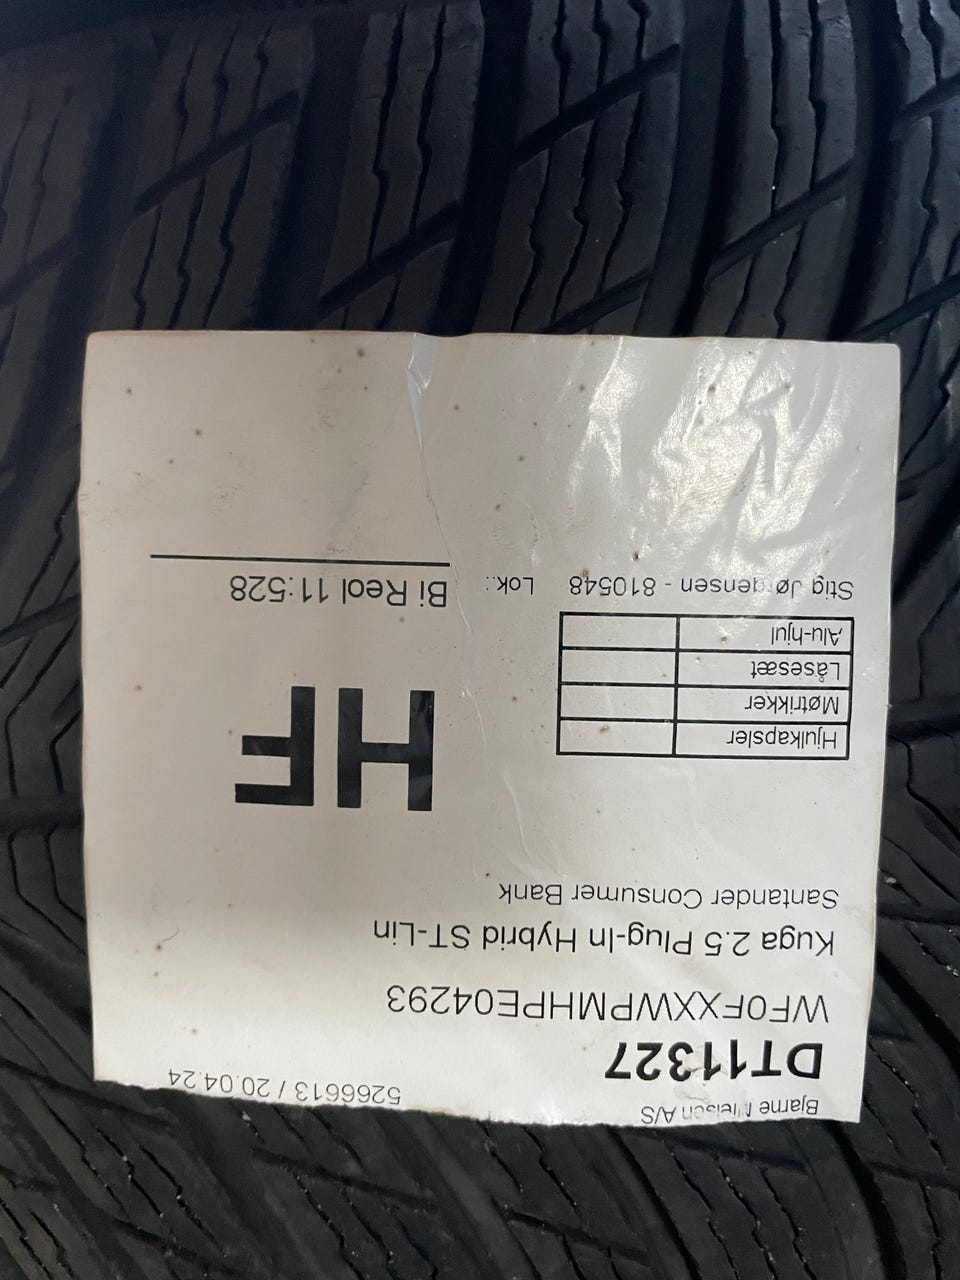 Bjarne Nielsen A/S 5266613 / 20.04.24
DT11327
WF0FXXWPMHPE04293
Kuga 2.5 Plug-In Hybrid ST-Lin
Santander Consumer Bank
Hjulkapsler
Møtrikker
Låsesæt
Alu-hjul
HF
Stig Jørgensen - 810548 Lok.: Bi Reol 11:528